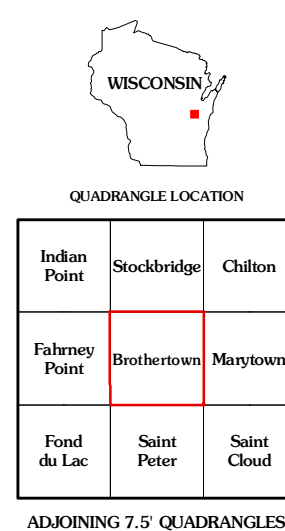 WISCONSIN
QUADRANGLE LOCATION
Indian
Point
Stockbridge
Chilton
Fahrney
Point
Brothertown
Marytown
Fond
du Lac
Saint
Peter
Saint
Cloud
ADJOINING 7.5' QUADRANGLES